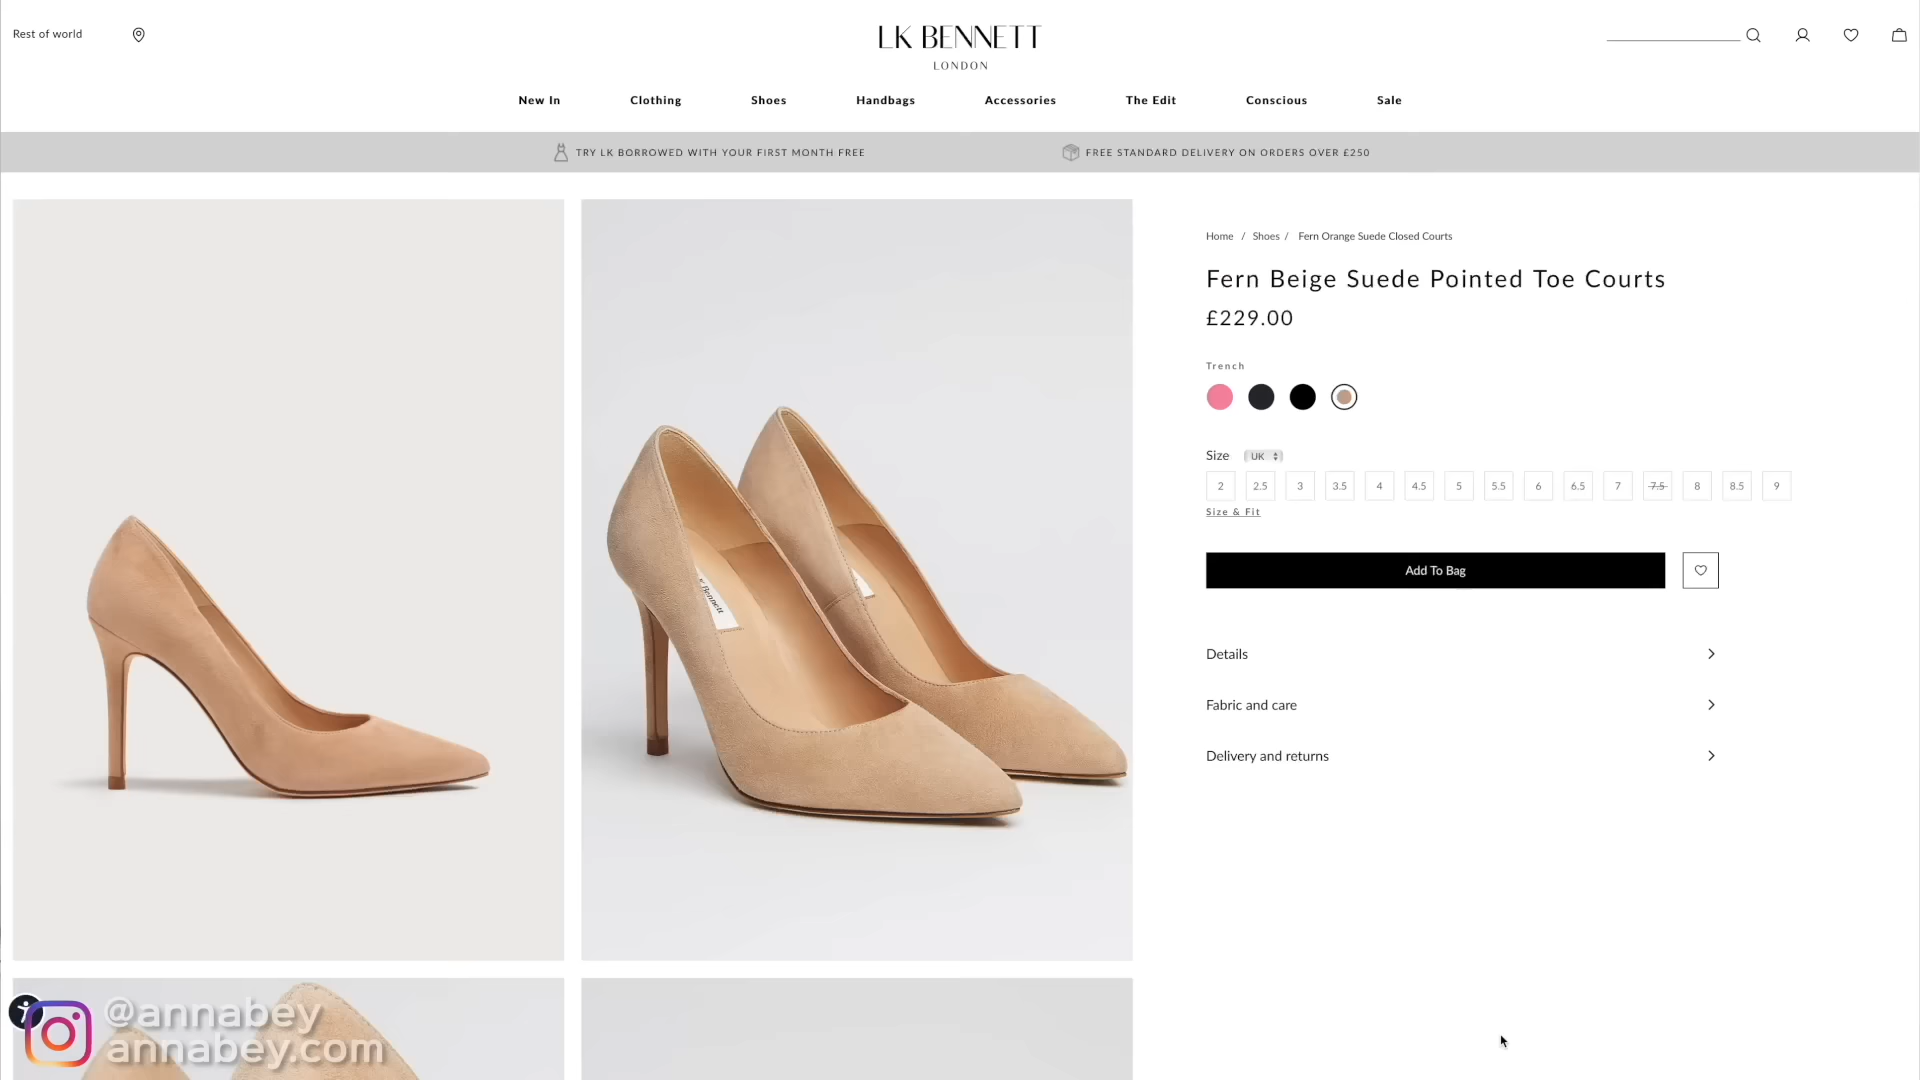 Rest of world
LK BENNETT
LONDON
New In
Clothing
Shoes
Handbags
Accessories
The Edit
Conscious
Sale
TRY LK BORROWED WITH YOUR FIRST MONTH FREE
FREE STANDARD DELIVERY ON ORDERS OVER £250
Home / Shoes / Fern Orange Suede Closed Courts
Fern Beige Suede Pointed Toe Courts
£229.00
Trench
Size UK
2 2.5 3 3.5 4 4.5 5 5.5 6 6.5 7 7.5 8 8.5 9
Size & Fit
Add To Bag
Details
Fabric and care
Delivery and returns
Bennett
@annabey
annabey.com